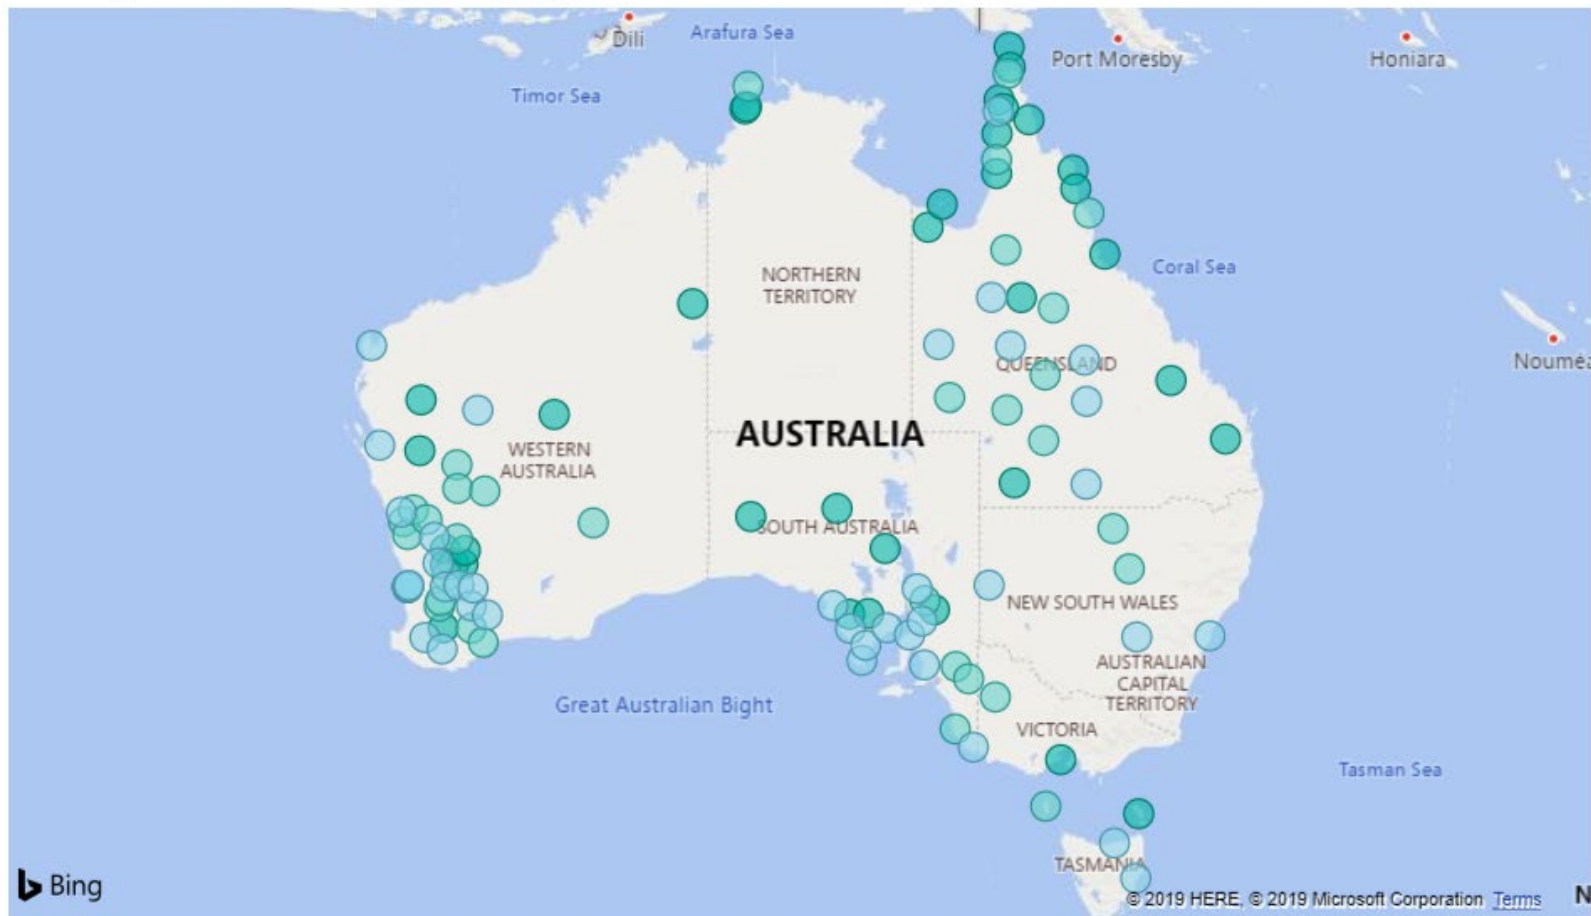 Dili
Arafura Sea
Port Moresby
Honiara
Timor Sea
Coral Sea
NORTHERN
TERRITORY
Nouméa
QUEENSLAND
AUSTRALIA
WESTERN
AUSTRALIA
SOUTH AUSTRALIA
NEW SOUTH WALES
AUSTRALIAN
CAPITAL
TERRITORY
Great Australian Bight
VICTORIA
Tasman Sea
TASMANIA
Bing
© 2019 HERE, © 2019 Microsoft Corporation Terms
N